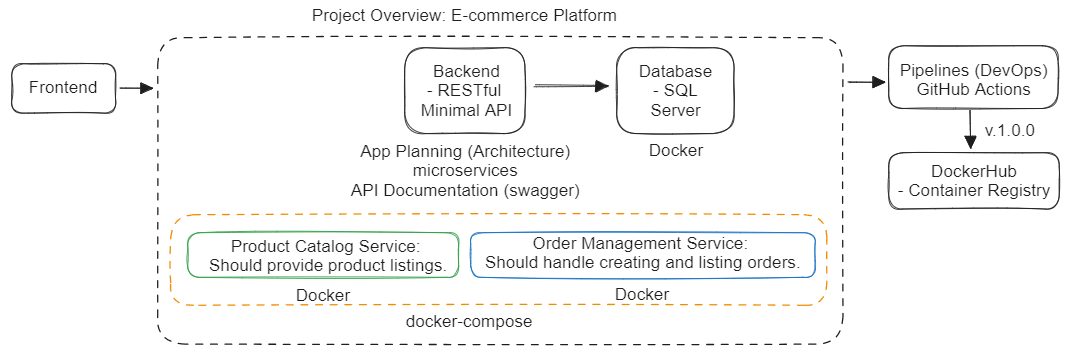 Project Overview: E-commerce Platform
Frontend
Backend
- RESTful
Minimal API
Database
- SQL
Server
Pipelines (DevOps)
GitHub Actions
v.1.0.0
DockerHub
- Container Registry
App Planning (Architecture)
microservices
API Documentation (swagger)
Docker
Product Catalog Service:
Should provide product listings.
Order Management Service:
Should handle creating and listing orders.
Docker
Docker
docker-compose